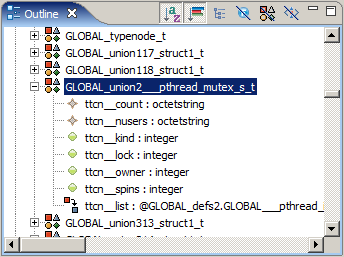 Outline
GLOBAL_typenode_t
GLOBAL_union117_struct1_t
GLOBAL_union118_struct1_t
GLOBAL_union2___pthread_mutex_s_t
ttcn__count : octetstring
ttcn__nusers : octetstring
ttcn__kind : integer
ttcn__lock : integer
ttcn__owner : integer
ttcn__spins : integer
ttcn__list : @GLOBAL_defs2.GLOBAL___pthread_
GLOBAL_union313_struct1_t